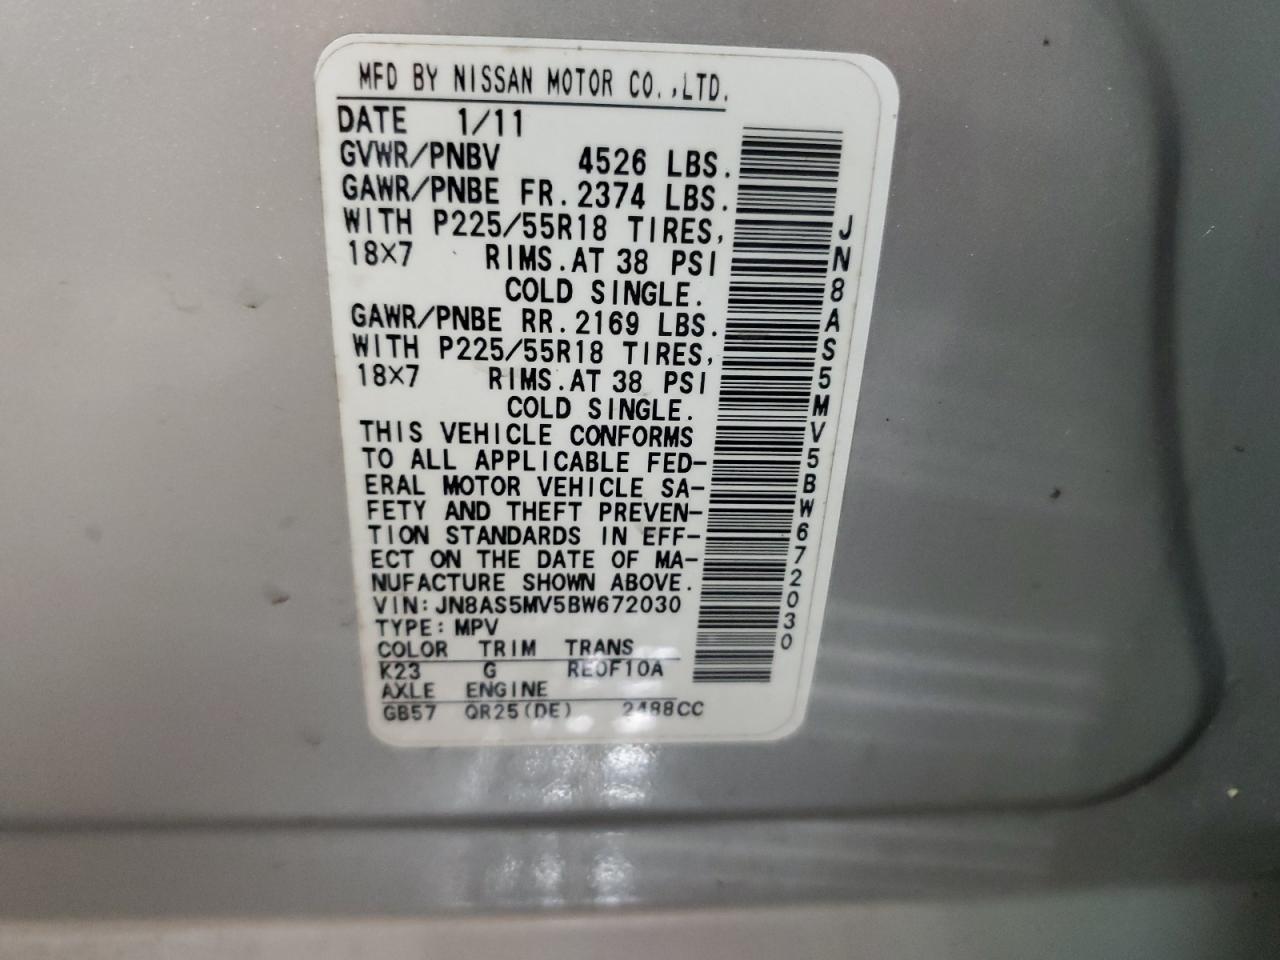 MFD BY NISSAN MOTOR CO.,LTD.
DATE 1/11
GVWR/PNBV 4526 LBS.
GAWR/PNBE FR. 2374 LBS.
WITH P225/55R18 TIRES,
18×7 RIMS. AT 38 PSI
COLD SINGLE.
GAWR/PNBE RR. 2169 LBS.
WITH P225/55R18 TIRES,
18×7 RIMS. AT 38 PSI
COLD SINGLE.
THIS VEHICLE CONFORMS
TO ALL APPLICABLE FED-
ERAL MOTOR VEHICLE SA-
FETY AND THEFT PREVEN-
TION STANDARDS IN EFF-
ECT ON THE DATE OF MA-
NUFACTURE SHOWN ABOVE.
VIN: JN8AS5MV5BW672030
TYPE: MPV
COLOR TRIM TRANS
K23 G RE0F10A
AXLE ENGINE
GB57 QR25(DE) 2488CC
JN8AS5MV5BW672030